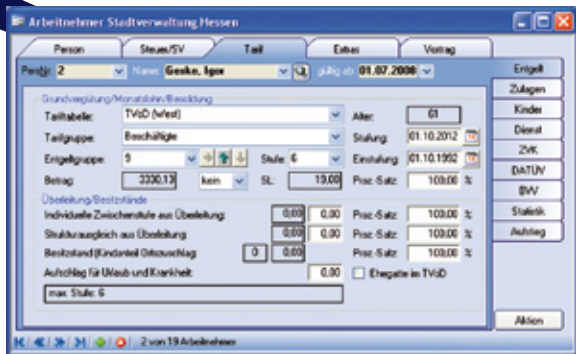 Arbeitnehmer Stadtverwaltung Hessen
Person Steuer/SV Tarif Extras Vortrag
PersNr: 2 Name: Geske, Igor gültig ab: 01.07.2008 Entgelt
Zulagen
Grundvergütung/Monatslohn/Besoldung
Kinder
Tariftabelle: TVöD (West) Alter: 61
Dienst
Tarifgruppe: Beschäftigte Stufung: 01.10.2012
ZVK
Entgeltgruppe: 9 Stufe: 6 Einstufung: 01.10.1992
DATÜV
Betrag: 3330,13 kein SL: 19,00 Proz.-Satz: 100,00 %
BVV
Überleitung/Besitzstände
Statistik
Individuelle Zwischenstufe aus Überleitung: 0,00 0,00 Proz.-Satz: 100,00 %
Aufstieg
Strukturausgleich aus Überleitung: 0,00 0,00 Proz.-Satz: 100,00 %
Besitzstand (Kindanteil Ortszuschlag: 0 0,00 Proz.-Satz: 100,00 %
Aufschlag für Urlaub und Krankheit: 0,00 Ehegatte im TVöD
max. Stufe: 6
Aktion
2 von 19 Arbeitnehmer